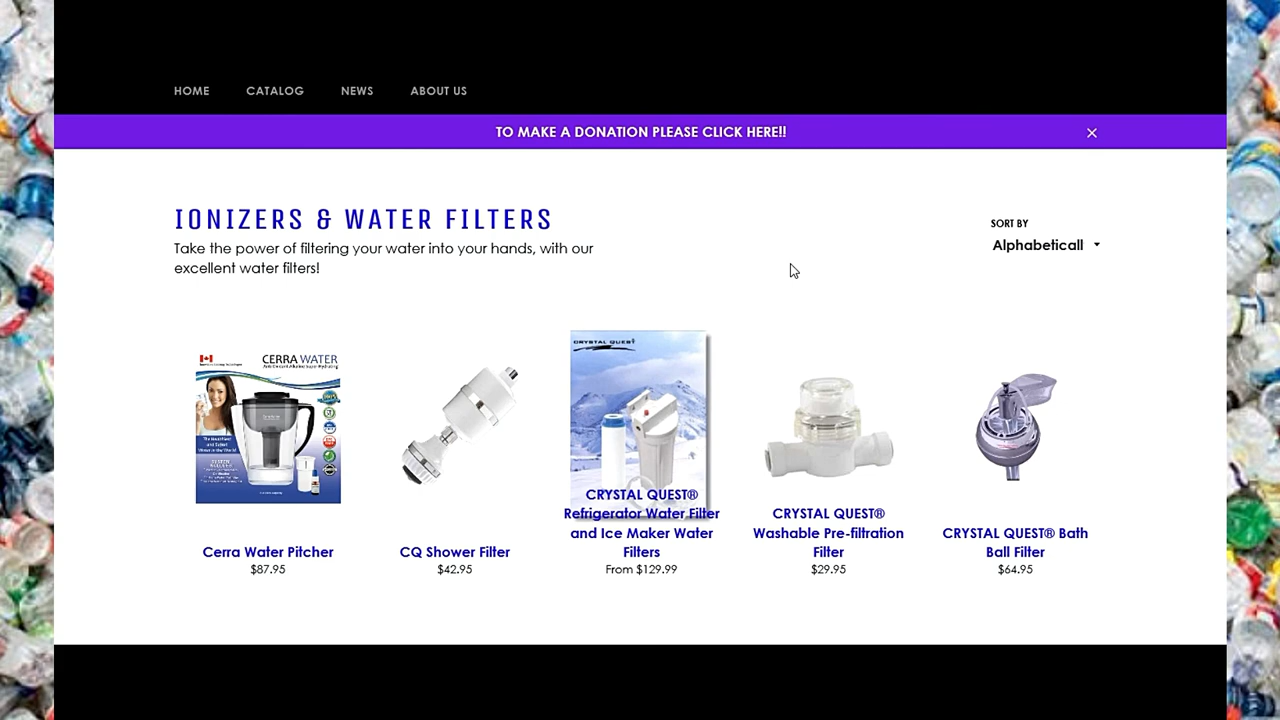 HOME CATALOG NEWS ABOUT US
TO MAKE A DONATION PLEASE CLICK HERE!!
IONIZERS & WATER FILTERS
Take the power of filtering your water into your hands, with our
excellent water filters!
SORT BY
Alphabeticall
CERRA WATER
CRYSTAL QUEST
Cerra Water Pitcher
$87.95
CQ Shower Filter
$42.95
CRYSTAL QUEST®
Refrigerator Water Filter
and Ice Maker Water
Filters
From $129.99
CRYSTAL QUEST®
Washable Pre-filtration
Filter
$29.95
CRYSTAL QUEST® Bath
Ball Filter
$64.95